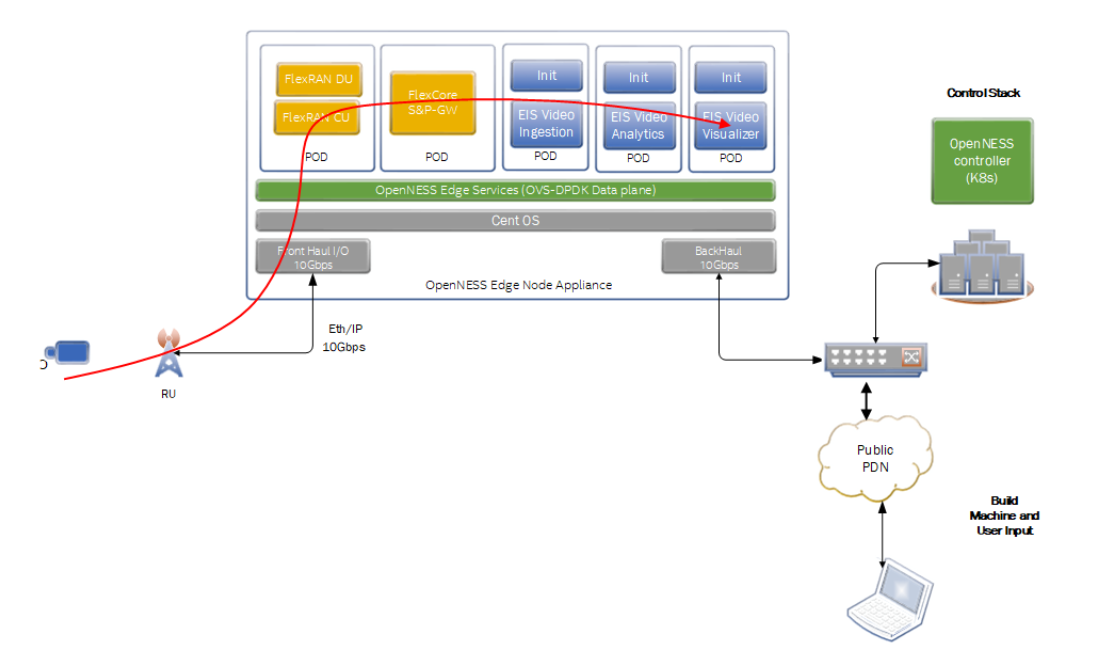 FlexRAN DU
FlexRAN CU
POD
FlexCore
S&P-GW
POD
Init
EIS Video
Ingestion
POD
Init
EIS Video
Analytics
POD
Init
EIS Video
Visualizer
POD
OpenNESS Edge Services (OVS-DPDK Data plane)
Cent OS
Front Haul I/O
10Gbps
BackHaul
10Gbps
OpenNESS Edge Node Appliance
Control Stack
OpenNESS
controller
(K8s)
Eth/IP
10Gbps
RU
Public
PDN
Build
Machine and
User Input